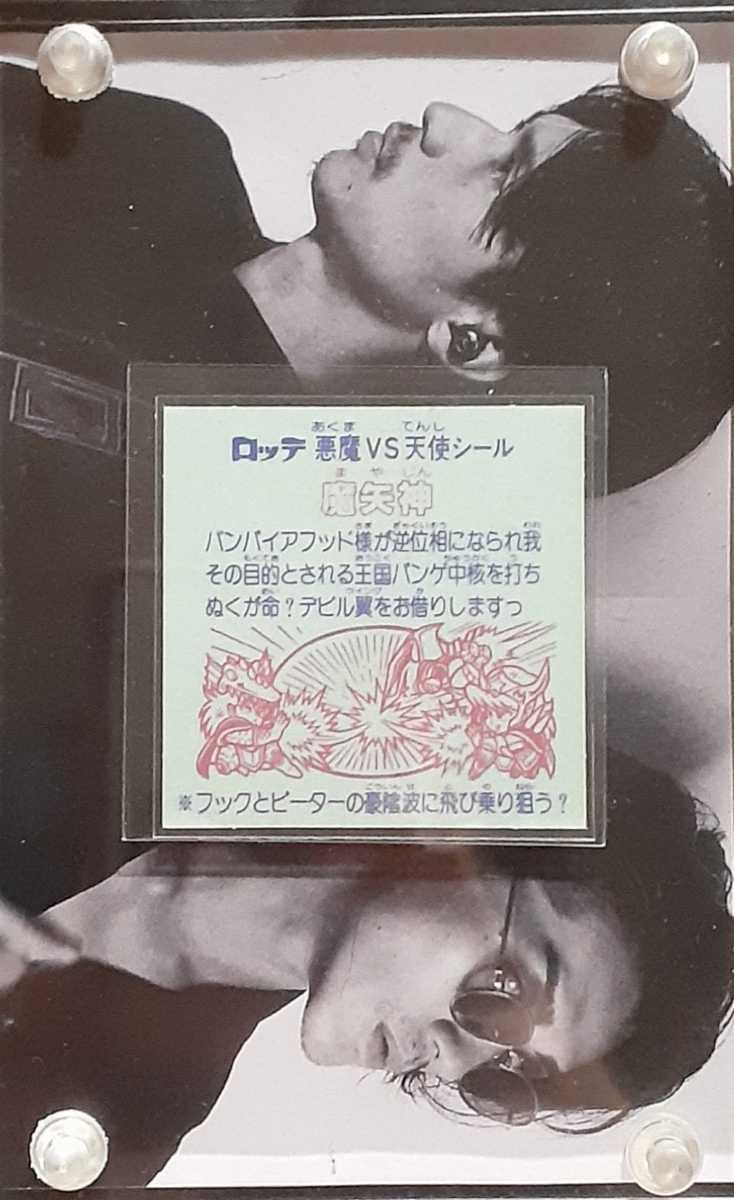 ロッテ 悪魔VS天使シール
魔矢神
バンパイアフッド様が逆位相になられ我
その目的とされる王国パンゲ中核を打ち
ぬくが命？デビル翼をお借りしますっ
※フックとピーターの豪陰波に飛び乗り狙う？